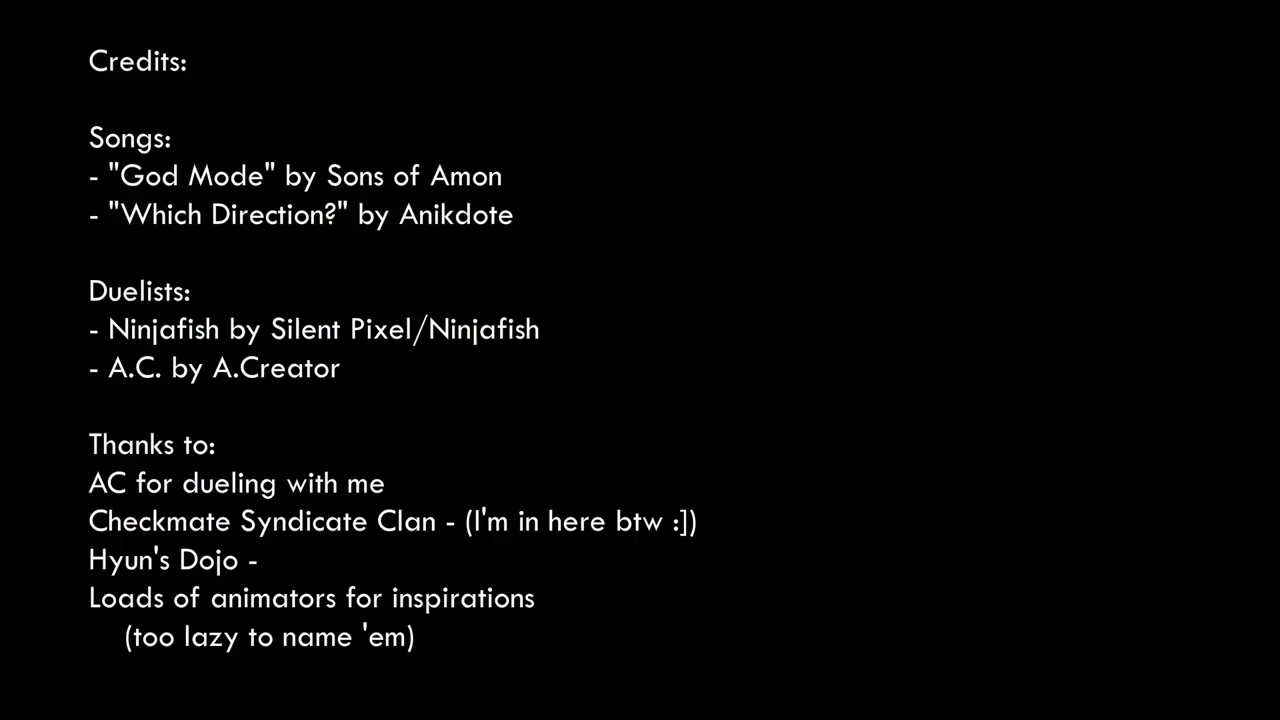 Credits:
Songs:
- "God Mode" by Sons of Amon
- "Which Direction?" by Anikdote
Duelists:
- Ninjafish by Silent Pixel/Ninjafish
- A.C. by A.Creator
Thanks to:
AC for dueling with me
Checkmate Syndicate Clan - (I'm in here btw :])
Hyun's Dojo -
Loads of animators for inspirations
(too lazy to name 'em)